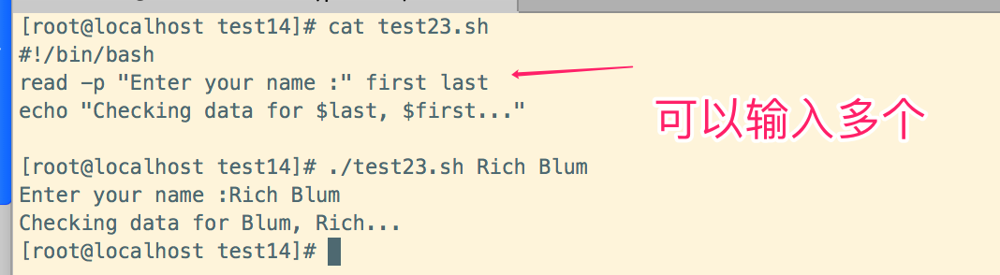 [root@localhost test14]# cat test23.sh
#!/bin/bash
read -p "Enter your name :" first last
echo "Checking data for $last, $first..."
可以输入多个
[root@localhost test14]# ./test23.sh Rich Blum
Enter your name :Rich Blum
Checking data for Blum, Rich...
[root@localhost test14]#